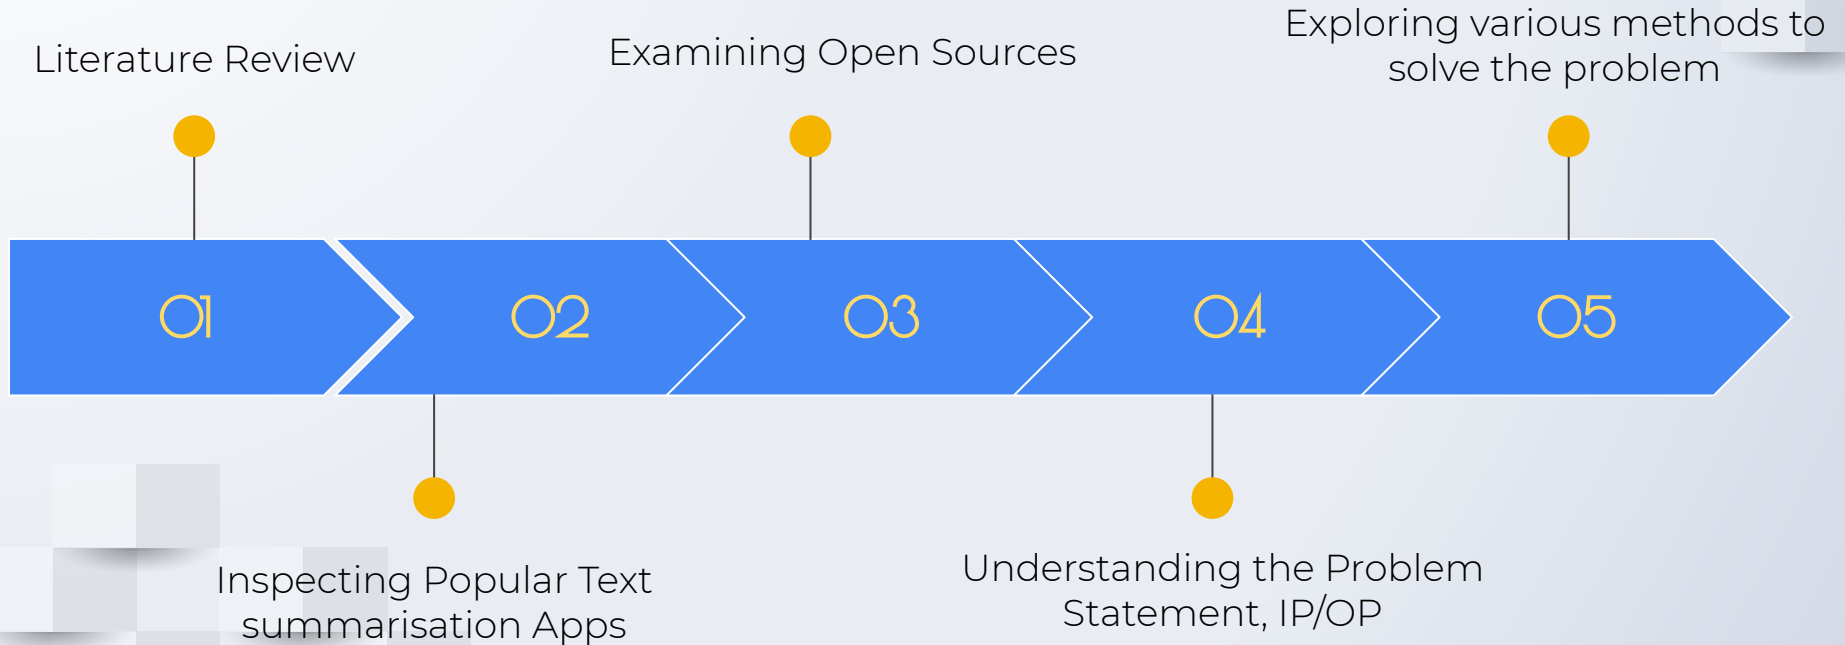 Literature Review
Examining Open Sources
Exploring various methods to
solve the problem
01
02
03
04
05
Inspecting Popular Text
summarisation Apps
Understanding the Problem
Statement, IP/OP